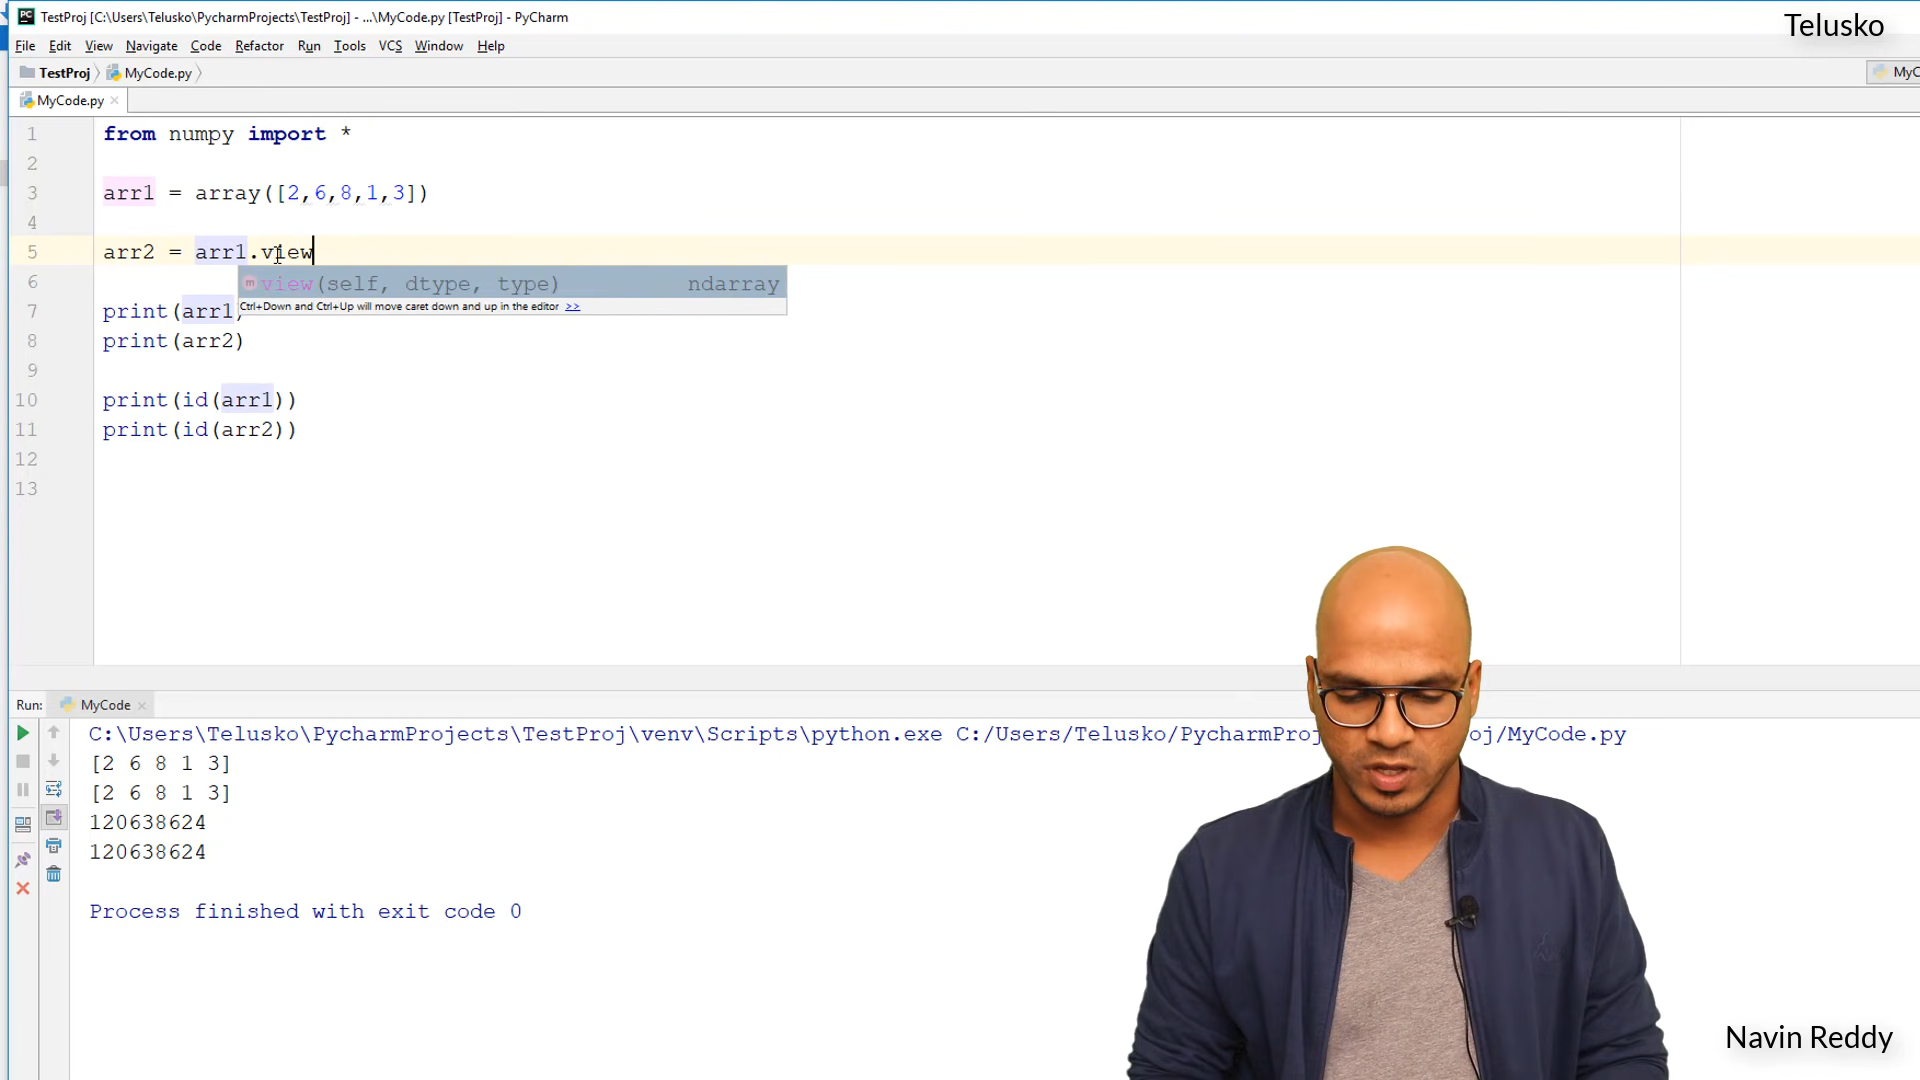 TestProj [C:\Users\Telusko\PycharmProjects\TestProj] - ...\MyCode.py [TestProj] - PyCharm
Telusko
File Edit View Navigate Code Refactor Run Tools VCS Window Help
TestProj MyCode.py
MyC
MyCode.py
1 from numpy import *
2
3 arr1 = array([2,6,8,1,3])
4
5 arr2 = arr1.view
view(self, dtype, type) ndarray
6
Ctrl+Down and Ctrl+Up will move caret down and up in the editor >>
7 print(arr1)
8 print(arr2)
9
10 print(id(arr1))
11 print(id(arr2))
12
13
Run: MyCode
C:\Users\Telusko\PycharmProjects\TestProj\venv\Scripts\python.exe C:/Users/Telusko/PycharmProj oj/MyCode.py
[2 6 8 1 3]
[2 6 8 1 3]
120638624
120638624
Process finished with exit code 0
Navin Reddy